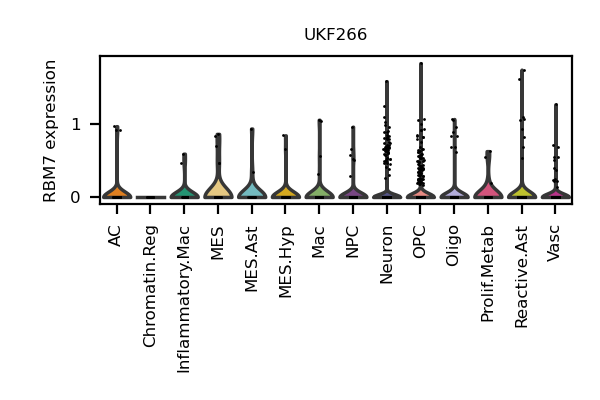 UKF266
RBM7 expression
1
0
AC
Chromatin.Reg
Inflammatory.Mac
MES
MES.Ast
MES.Hyp
Mac
NPC
Neuron
OPC
Oligo
Prolif.Metab
Reactive.Ast
Vasc